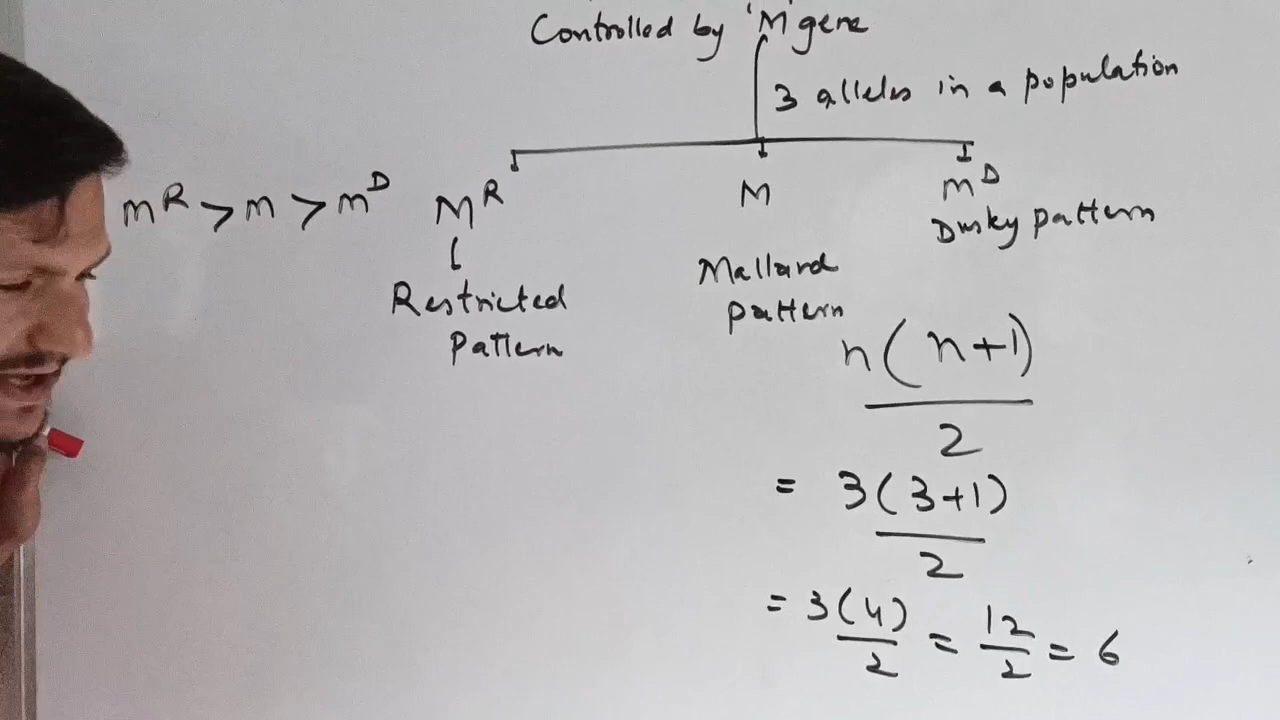 Controlled by 'M' gene
3 alleles in a population
m^R > m > m^D
M^R
M
m^D
Dusky pattern
Mallard
pattern
Restricted
Pattern
n(n+1)
2
= 3(3+1)
2
= 3(4)/2 = 12/2 = 6